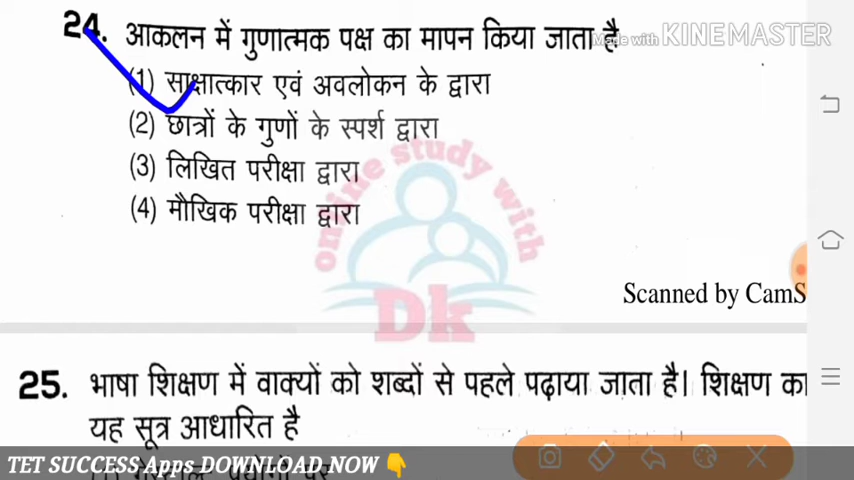 24. आकलन में गुणात्मक पक्ष का मापन किया जाता है
Made with KINEMASTER
(1) साक्षात्कार एवं अवलोकन के द्वारा
(2) छात्रों के गुणों के स्पर्श द्वारा
(3) लिखित परीक्षा द्वारा
(4) मौखिक परीक्षा द्वारा
online study with
Dk
Scanned by CamS
25. भाषा शिक्षण में वाक्यों को शब्दों से पहले पढ़ाया जाता है। शिक्षण का
यह सूत्र आधारित है
TET SUCCESS Apps DOWNLOAD NOW 👇